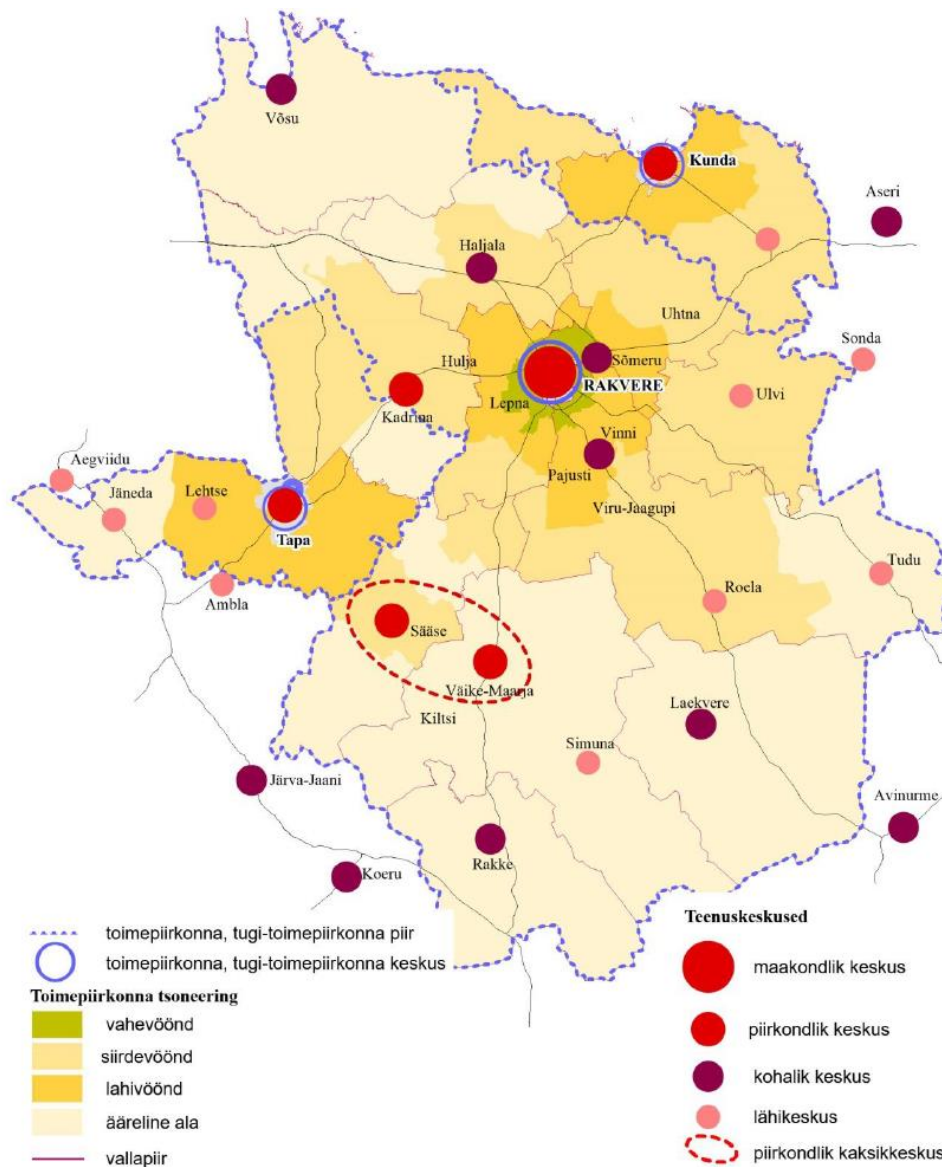 Võsu
Kunda
Aseri
Haljala
Uhtna
Sonda
Hulja
Sõmeru
RAKVERE
Ulvi
Lepna
Kadrina
Vinni
Aegviidu
Pajusti
Jäneda
Lehtse
Viru-Jaagupi
Tapa
Tudu
Ambla
Roela
Sääse
Väike-Maarja
Laekvere
Kiltsi
Simuna
Järva-Jaani
Avinurme
Rakke
Koeru
toimepiirkonna, tugi-toimepiirkonna piir
toimepiirkonna, tugi-toimepiirkonna keskus
Toimepiirkonna tsoneering
vahevöönd
siirdevöönd
lahivöönd
ääreline ala
vallapiir
Teenuskeskused
maakondlik keskus
piirkondlik keskus
kohalik keskus
lähikeskus
piirkondlik kaksikkeskus